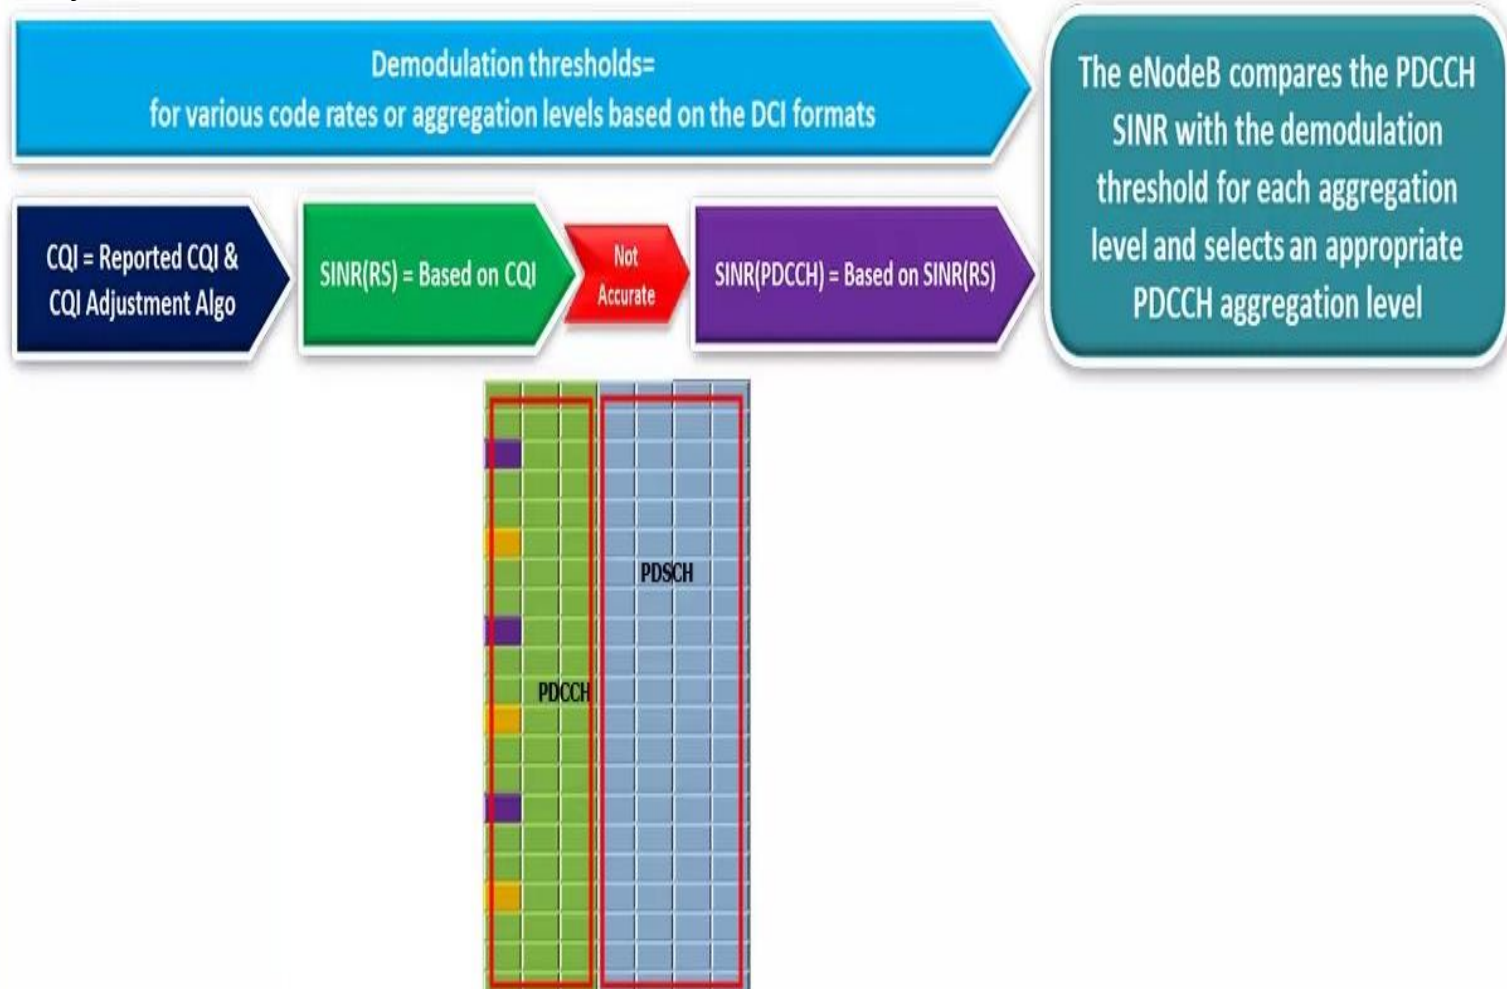 Demodulation thresholds=
for various code rates or aggregation levels based on the DCI formats
The eNodeB compares the PDCCH
SINR with the demodulation
threshold for each aggregation
level and selects an appropriate
PDCCH aggregation level
CQI = Reported CQI &
CQI Adjustment Algo
SINR(RS) = Based on CQI
Not
Accurate
SINR(PDCCH) = Based on SINR(RS)
PDSCH
PDCCH